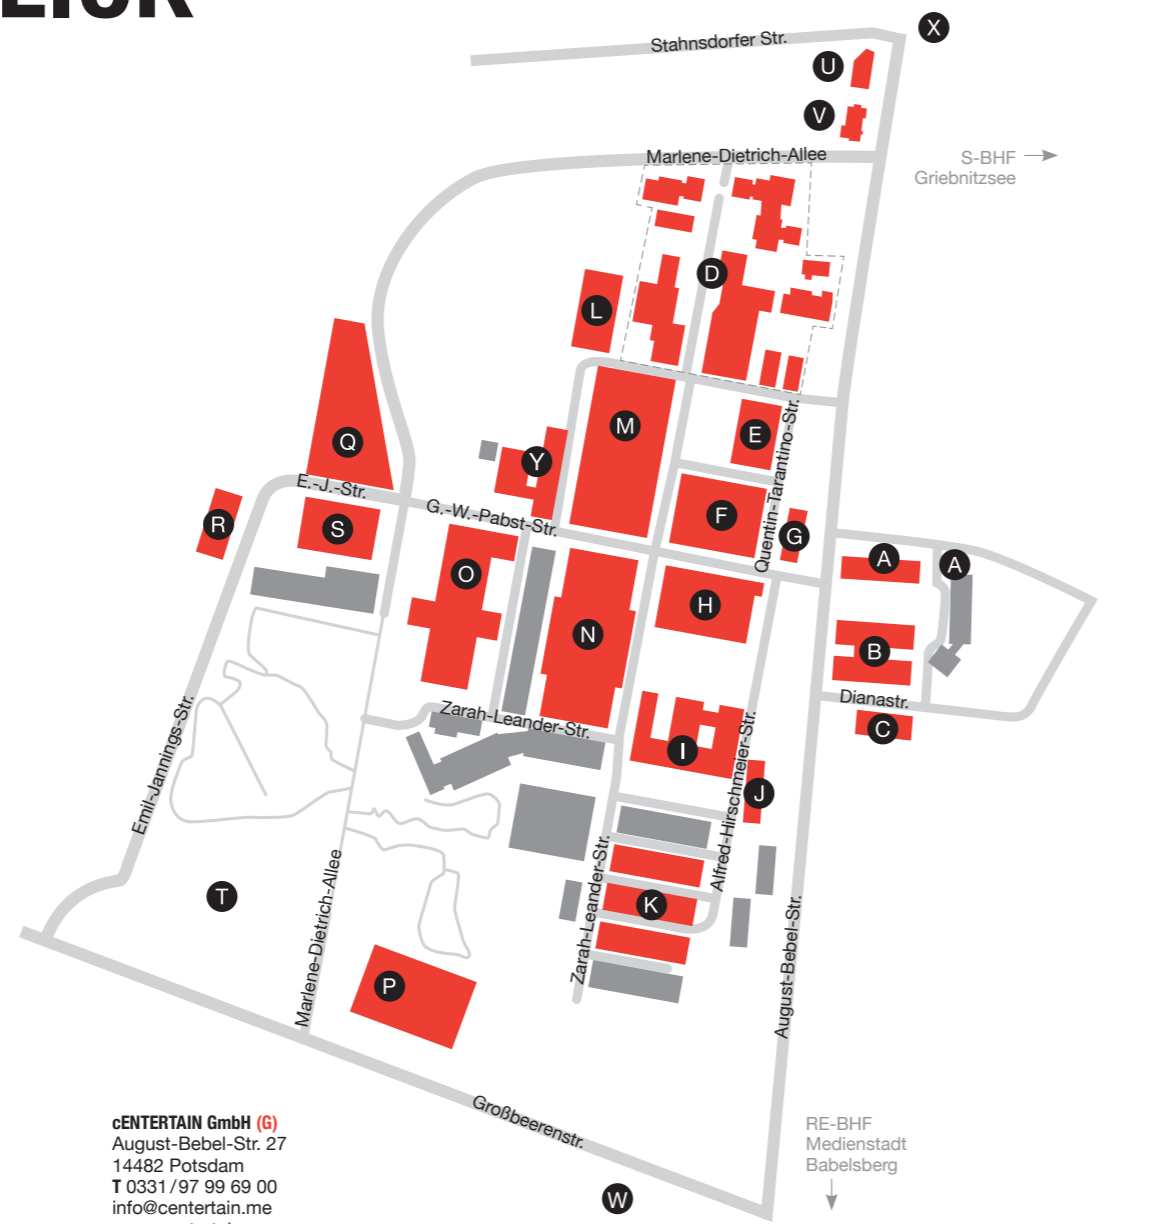 Stahnsdorfer Str.
X
U
V
Marlene-Dietrich-Allee
S-BHF
Griebnitzsee
D
L
M
E
Q
Y
Quentin-Tarantino-Str.
E.-J.-Str.
G.-W.-Pabst-Str.
R
S
F
G
A
A
O
H
N
B
Dianastr.
C
Zarah-Leander-Str.
I
J
Emil-Jannings-Str.
Alfred-Hirschmeier-Str.
Zarah-Leander-Str.
K
T
Marlene-Dietrich-Allee
August-Bebel-Str.
P
Großbeerenstr.
W
RE-BHF
Medienstadt
Babelsberg
cENTERTAIN GmbH (G)
August-Bebel-Str. 27
14482 Potsdam
T 0331/97 99 69 00
info@centertain.me